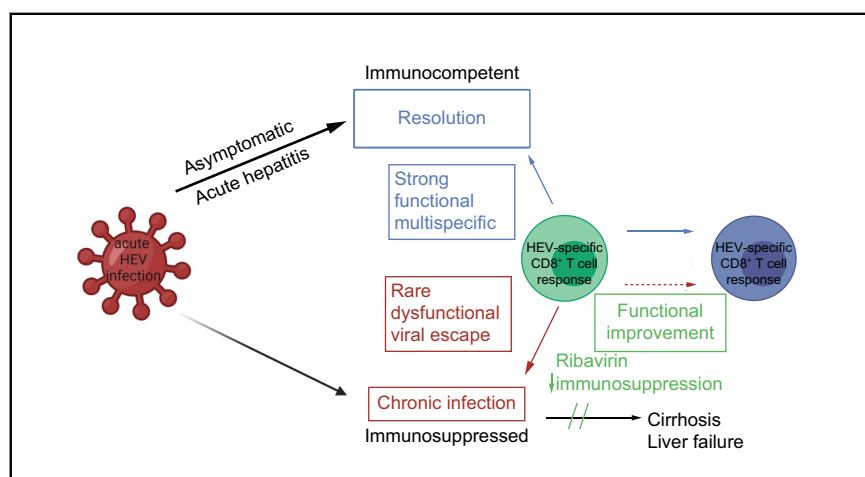 Immunocompetent
Resolution
Asymptomatic
Acute hepatitis
Strong
functional
multispecific
acute
HEV
infection
HEV-specific
CD8⁺ T cell
response
HEV-specific
CD8⁺ T cell
response
Rare
dysfunctional
viral escape
Functional
improvement
Ribavirin
immunosuppression
Chronic infection
Immunosuppressed
Cirrhosis
Liver failure